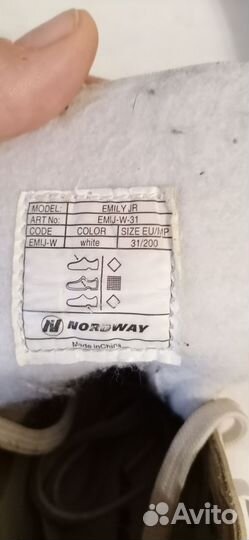 MODEL: EMILY JR
ART No: EMIJ-W-31
CODE COLOR SIZE EU/MP
EMIJ-W white 31/200
NORDWAY
Made in China
Avito